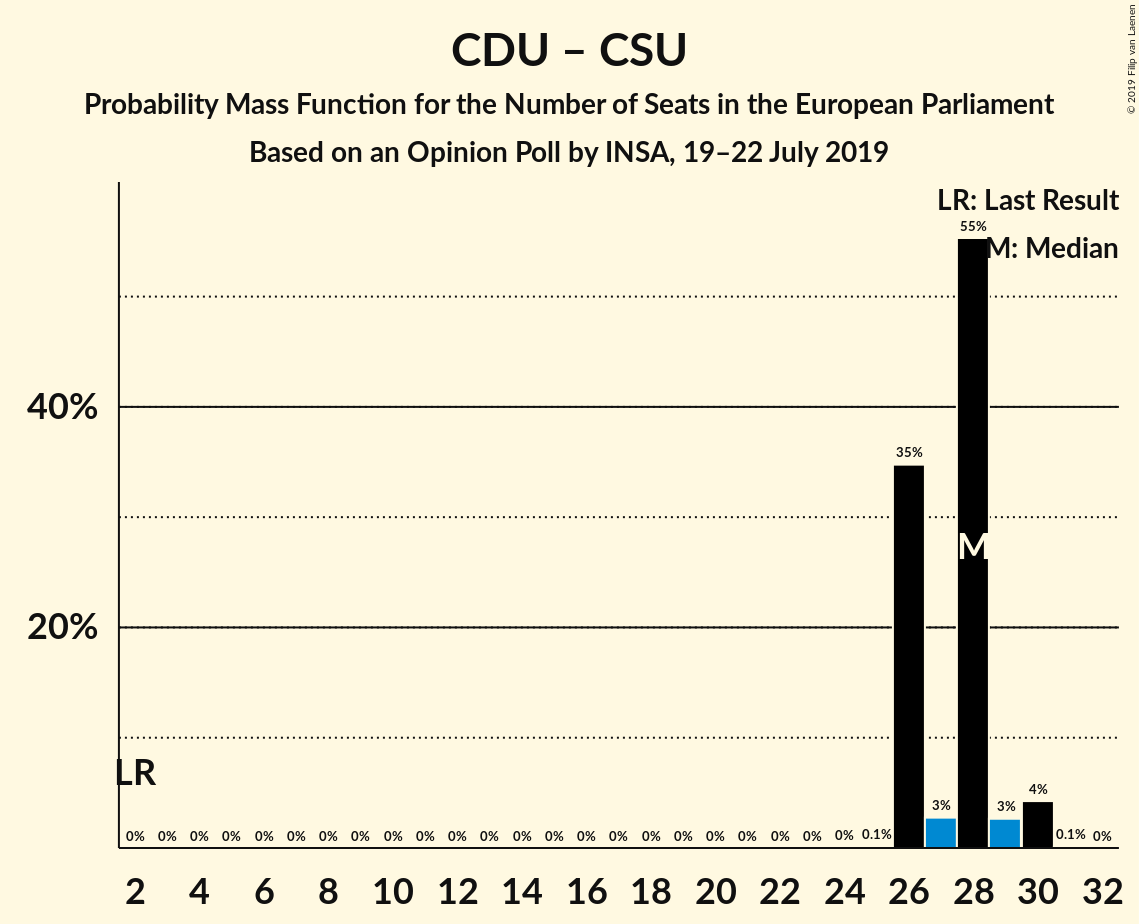 CDU – CSU
Probability Mass Function for the Number of Seats in the European Parliament
Based on an Opinion Poll by INSA, 19–22 July 2019
© 2019 Filip van Laenen
LR: Last Result
M: Median
55%
40%
35%
M
20%
LR
0% 0% 0% 0% 0% 0% 0% 0% 0% 0% 0% 0% 0% 0% 0% 0% 0% 0% 0% 0% 0% 0% 0% 0.1% 3% 3% 4% 0.1% 0%
2 4 6 8 10 12 14 16 18 20 22 24 26 28 30 32